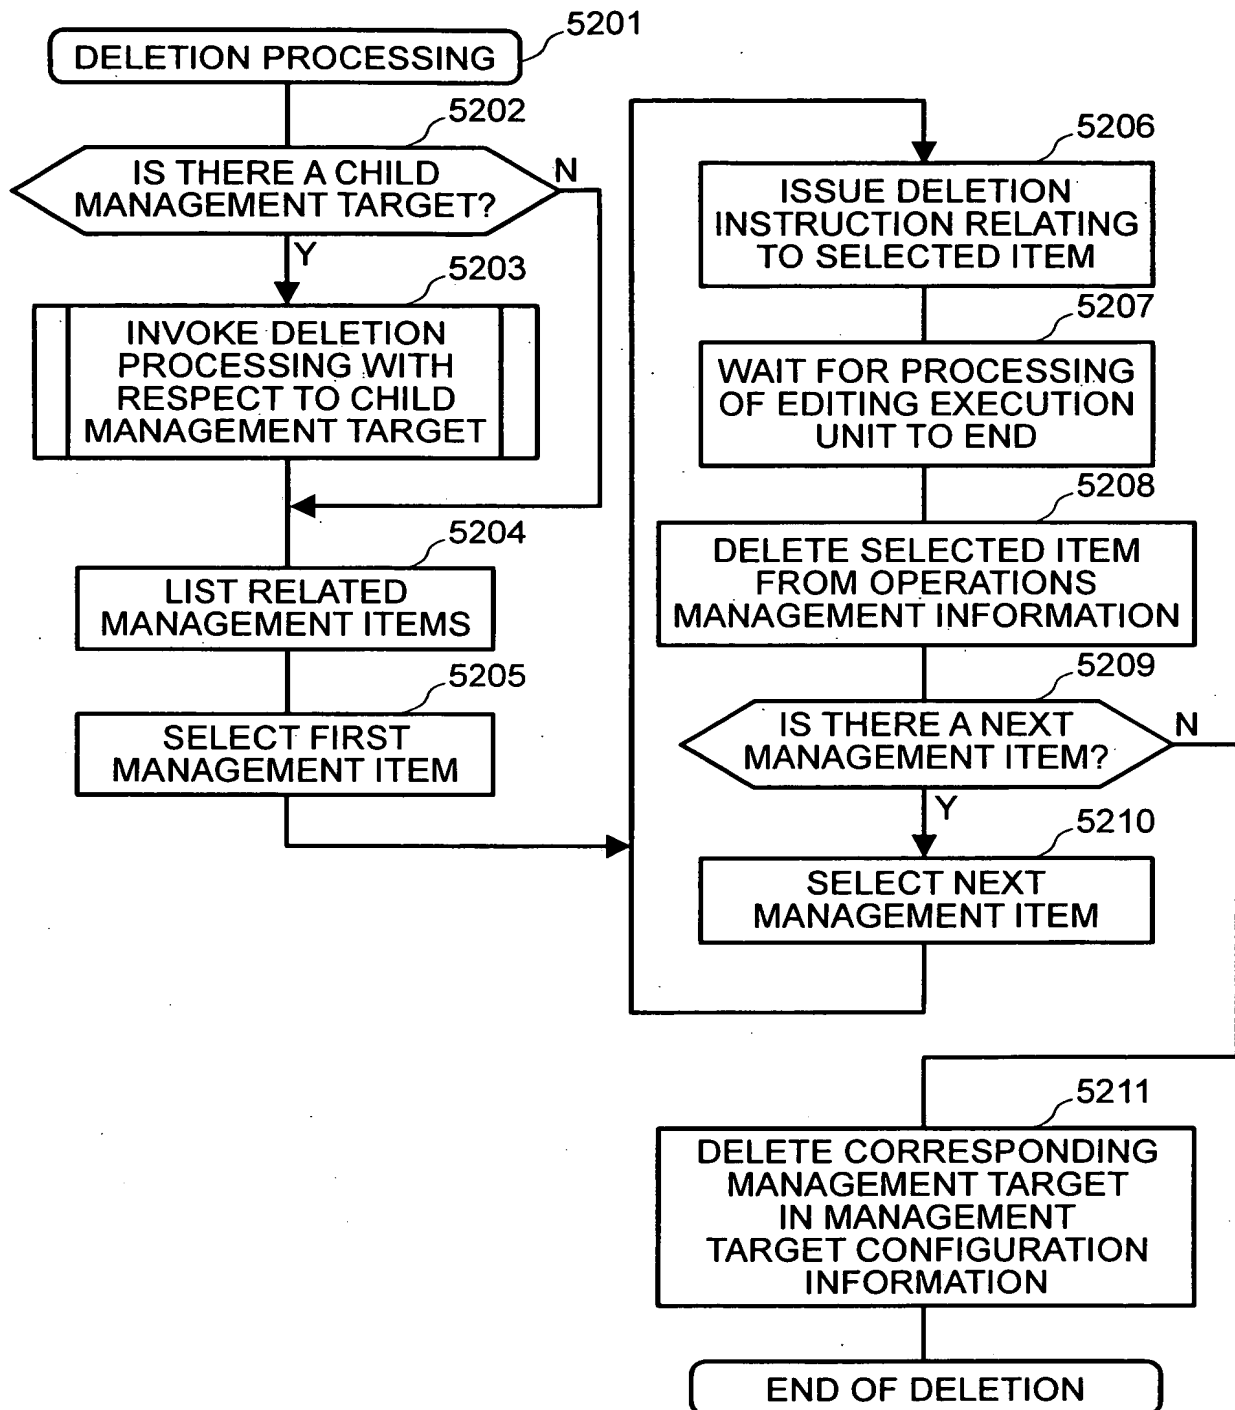 5201
DELETION PROCESSING
5202
IS THERE A CHILD
MANAGEMENT TARGET?
N
Y
5203
INVOKE DELETION
PROCESSING WITH
RESPECT TO CHILD
MANAGEMENT TARGET
5204
LIST RELATED
MANAGEMENT ITEMS
5205
SELECT FIRST
MANAGEMENT ITEM
5206
ISSUE DELETION
INSTRUCTION RELATING
TO SELECTED ITEM
5207
WAIT FOR PROCESSING
OF EDITING EXECUTION
UNIT TO END
5208
DELETE SELECTED ITEM
FROM OPERATIONS
MANAGEMENT INFORMATION
5209
IS THERE A NEXT
MANAGEMENT ITEM?
N
Y
5210
SELECT NEXT
MANAGEMENT ITEM
5211
DELETE CORRESPONDING
MANAGEMENT TARGET
IN MANAGEMENT
TARGET CONFIGURATION
INFORMATION
END OF DELETION